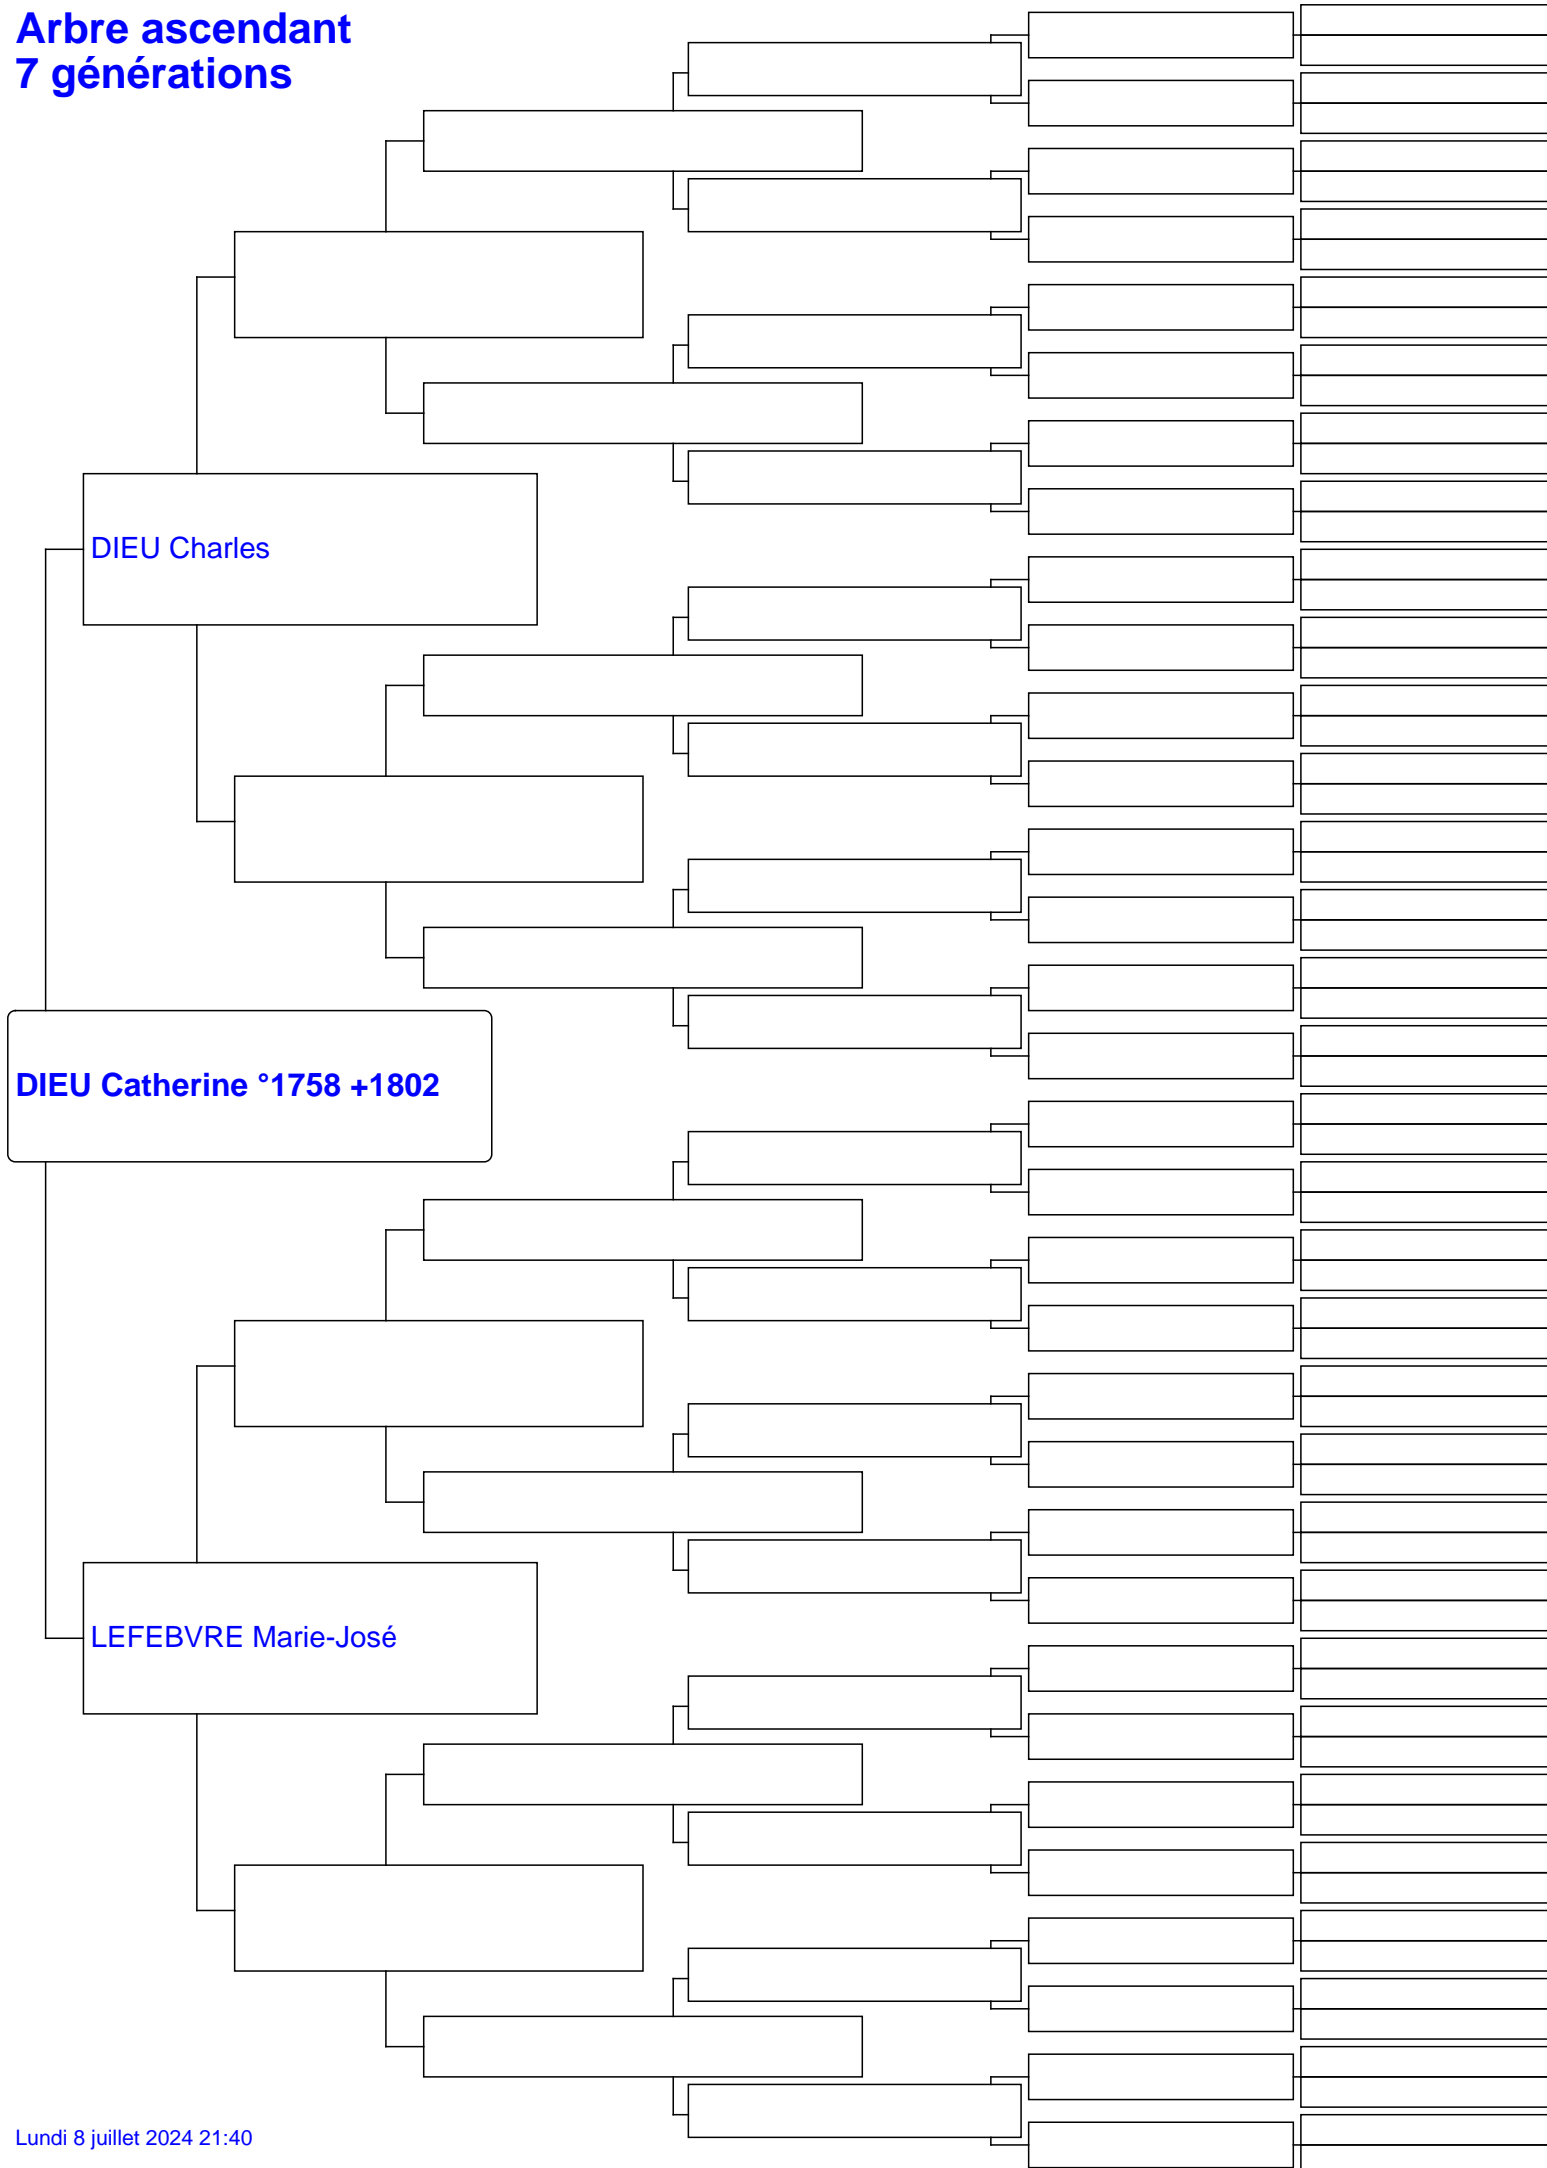 Arbre ascendant
7 générations
DIEU Charles
DIEU Catherine °1758 +1802
LEFEBVRE Marie-José
Lundi 8 juillet 2024 21:40